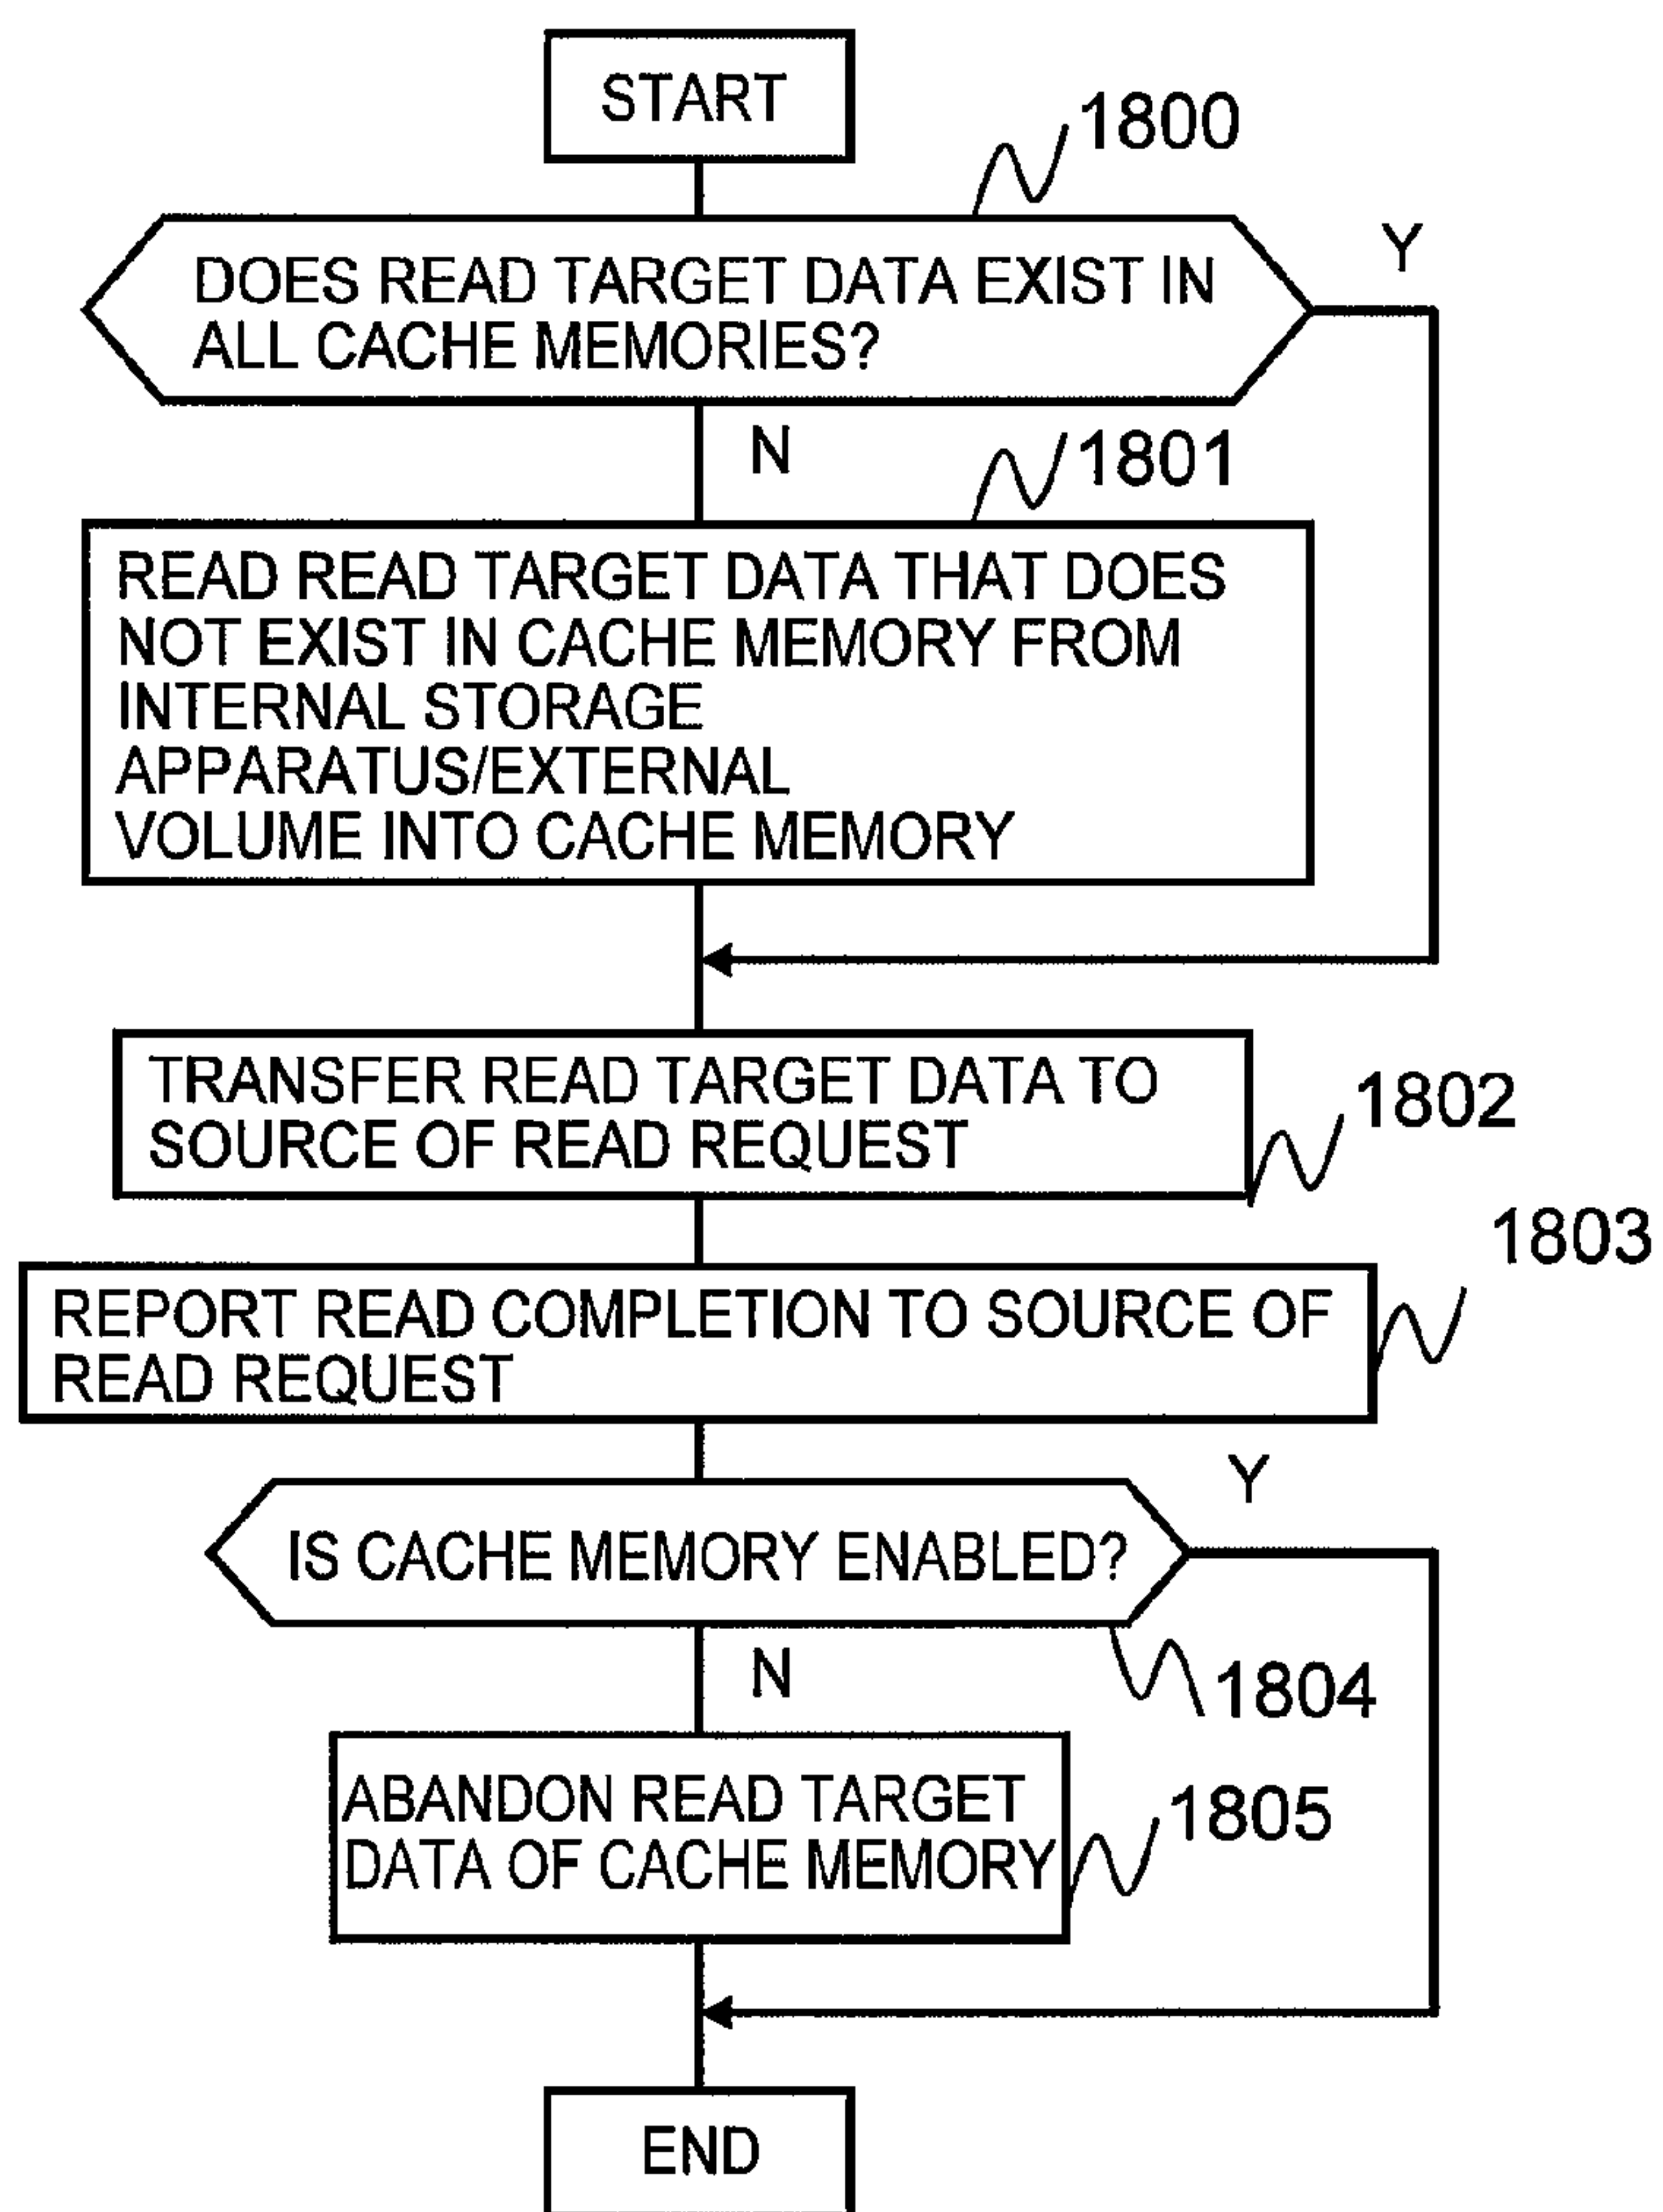 START
1800
DOES READ TARGET DATA EXIST IN
ALL CACHE MEMORIES?
Y
N
1801
READ READ TARGET DATA THAT DOES
NOT EXIST IN CACHE MEMORY FROM
INTERNAL STORAGE
APPARATUS/EXTERNAL
VOLUME INTO CACHE MEMORY
TRANSFER READ TARGET DATA TO
SOURCE OF READ REQUEST
1802
1803
REPORT READ COMPLETION TO SOURCE OF
READ REQUEST
Y
IS CACHE MEMORY ENABLED?
N
1804
ABANDON READ TARGET
DATA OF CACHE MEMORY
1805
END